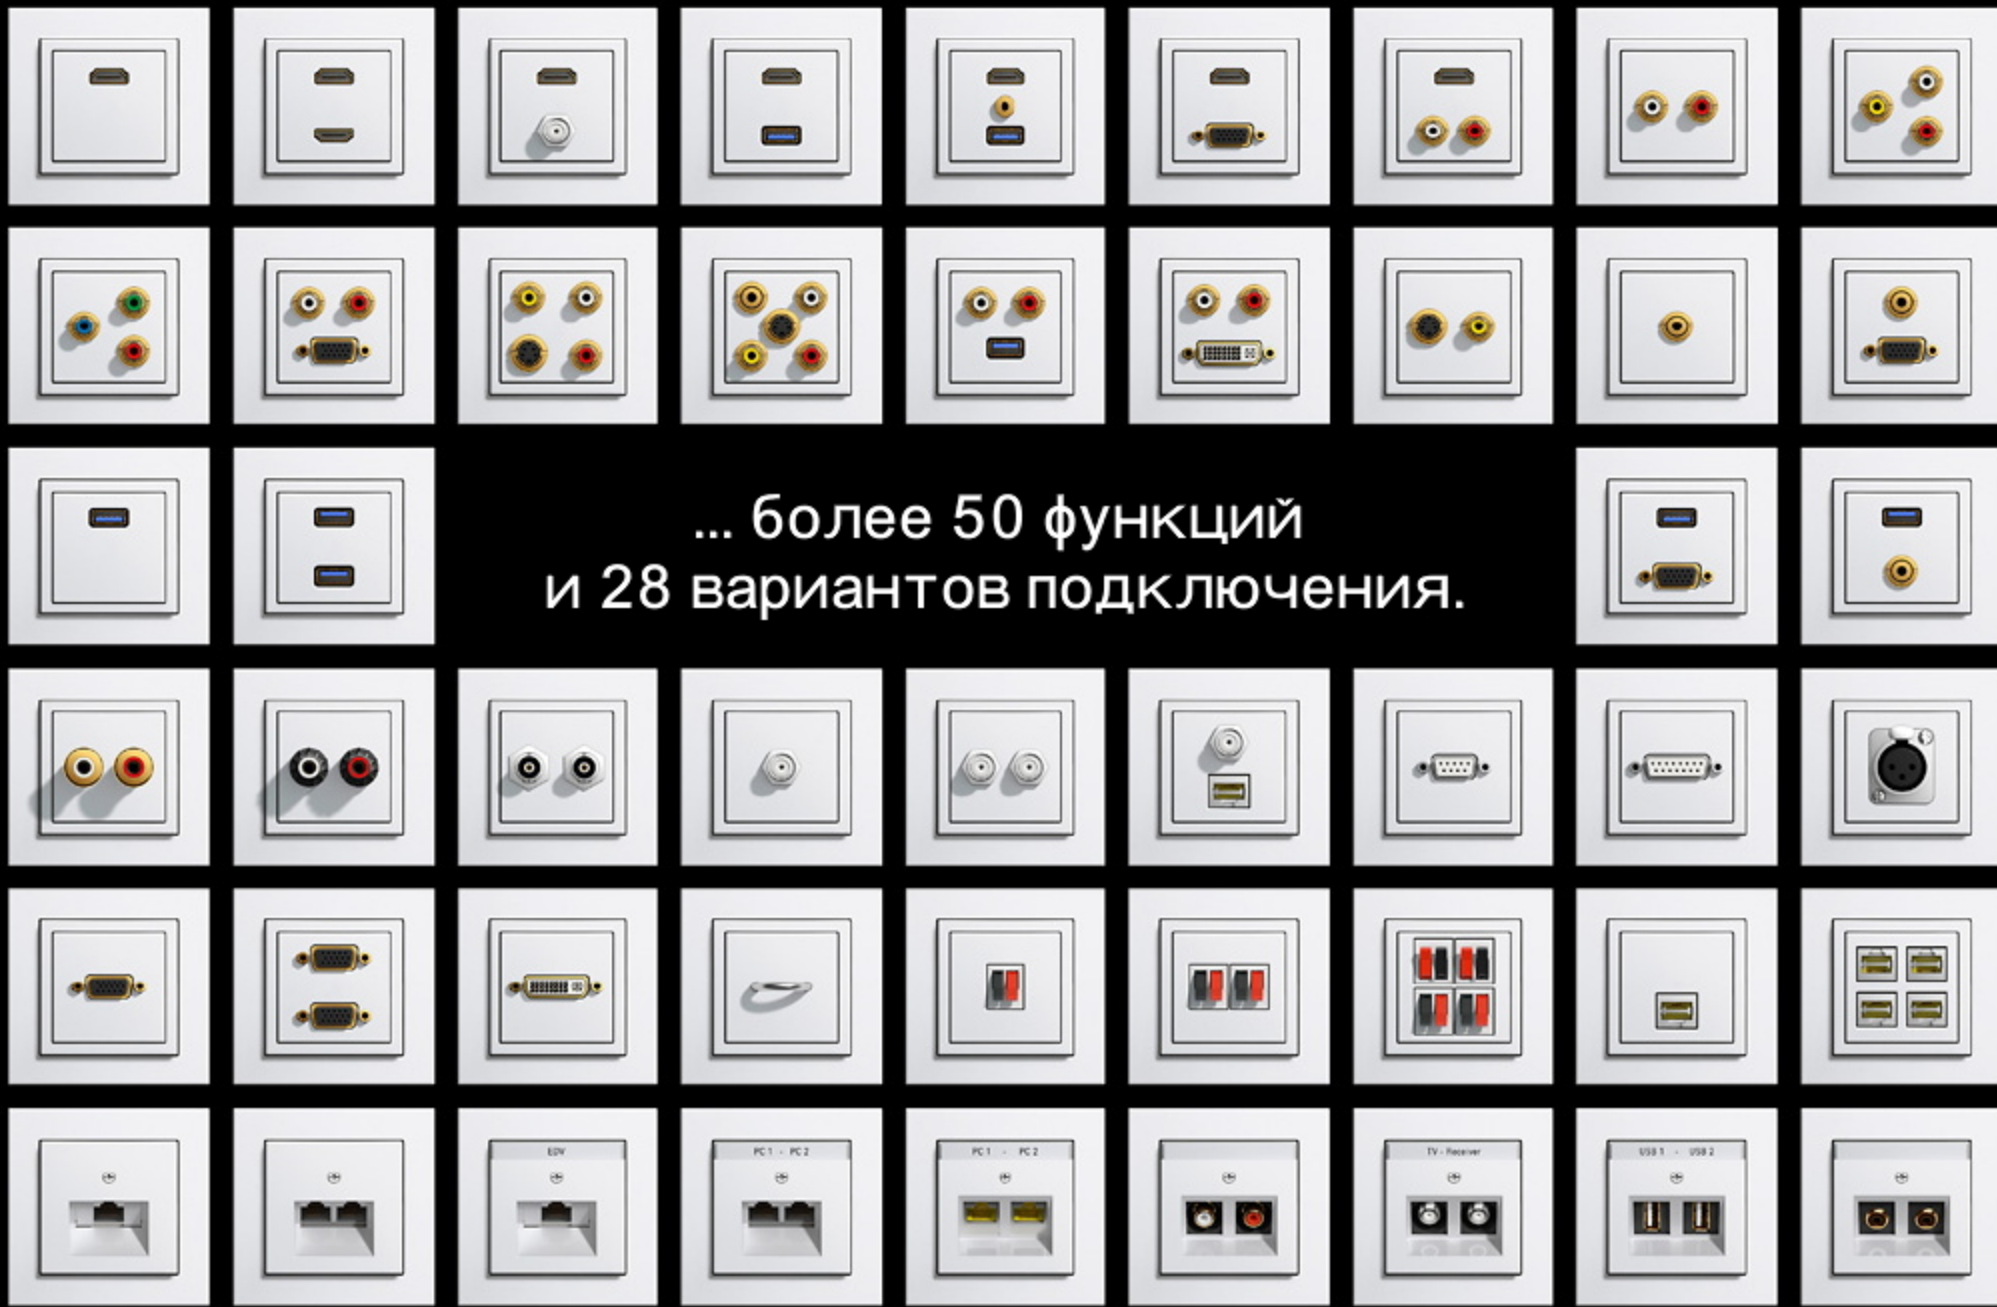 ... более 50 функций
и 28 вариантов подключения.
EDV
PC 1 - PC 2
PC 1 - PC 2
TV - Receiver
USB 1 - USB 2